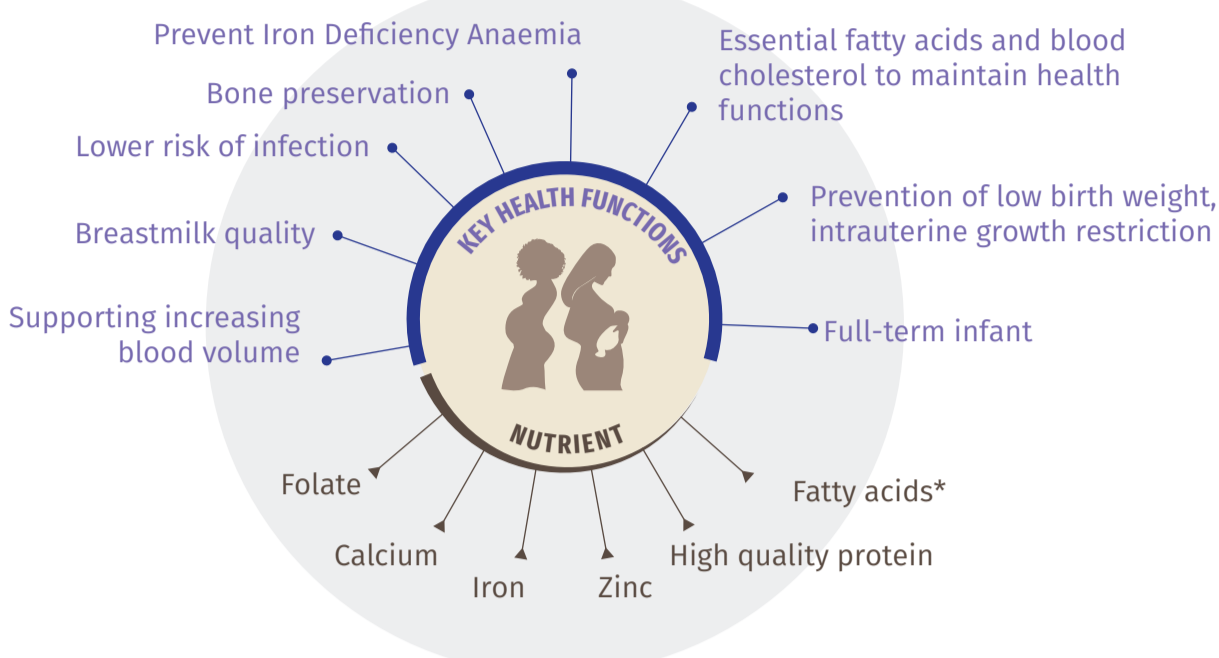 Prevent Iron Deficiency Anaemia
Essential fatty acids and blood
cholesterol to maintain health
functions
Bone preservation
Lower risk of infection
Prevention of low birth weight,
intrauterine growth restriction
Breastmilk quality
Supporting increasing
blood volume
Full-term infant
KEY HEALTH FUNCTIONS
NUTRIENT
Folate
Calcium
Iron
Zinc
High quality protein
Fatty acids*